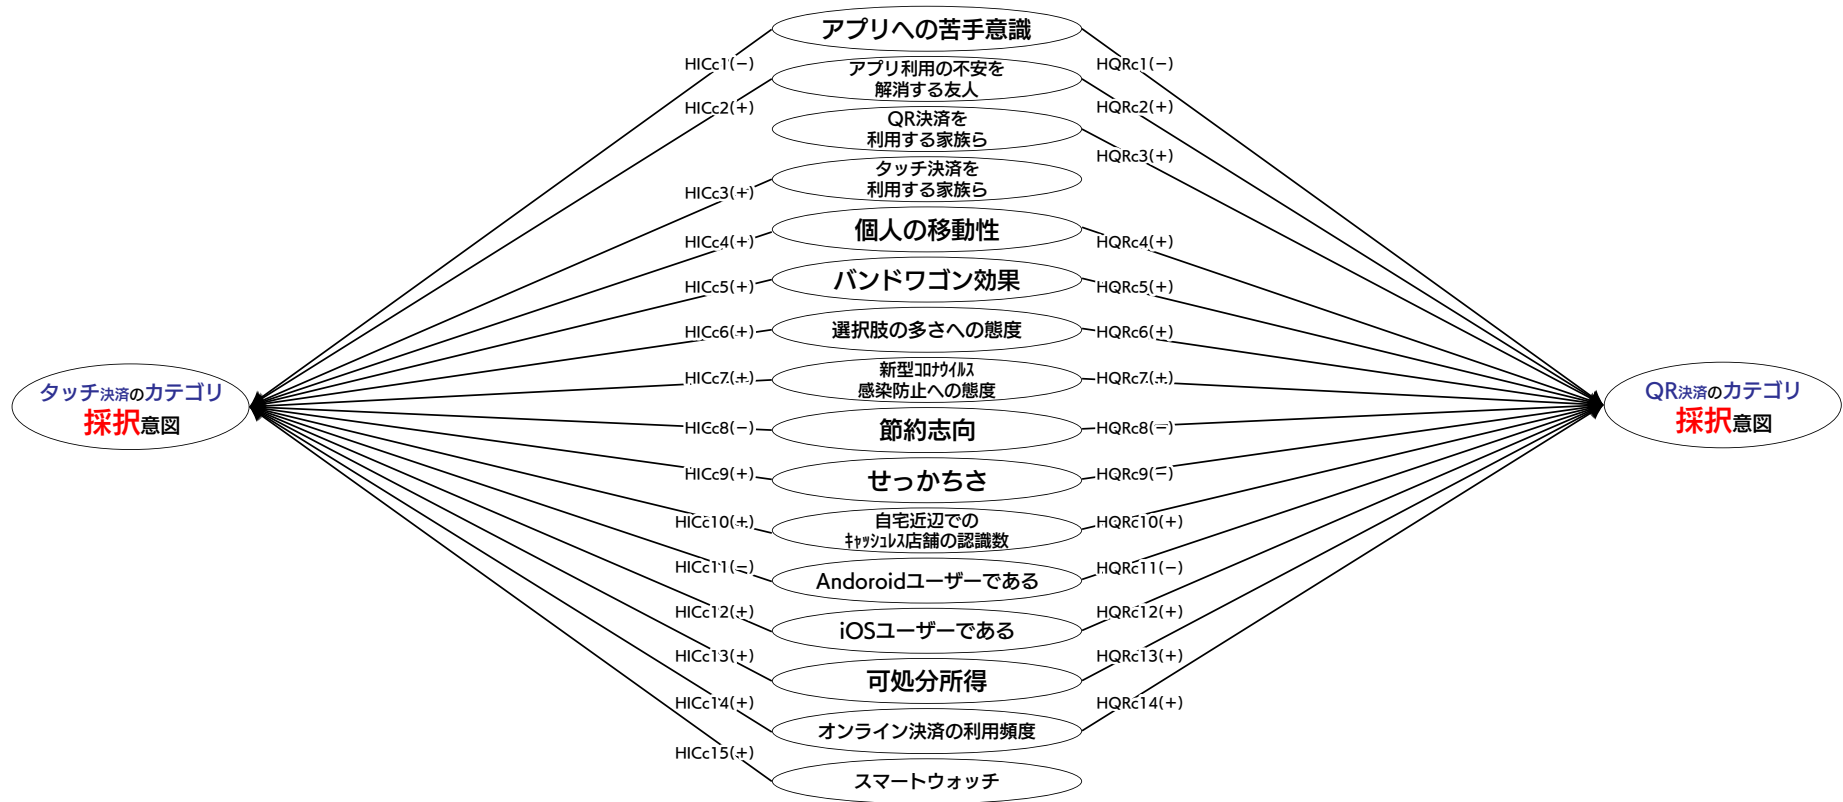 アプリへの苦手意識
HICc1(−)
HQRc1(−)
アプリ利用の不安を
解消する友人
HICc2(+)
HQRc2(+)
QR決済を
利用する家族ら
HQRc3(+)
タッチ決済を
利用する家族ら
HICc3(+)
個人の移動性
HICc4(+)
HQRc4(+)
バンドワゴン効果
HICc5(+)
HQRc5(+)
選択肢の多さへの態度
HICc6(+)
HQRc6(+)
新型コロナウイルス
感染防止への態度
HICc7(+)
HQRc7(+)
タッチ決済のカテゴリ
採択意図
QR決済のカテゴリ
採択意図
節約志向
HICc8(−)
HQRc8(−)
せっかちさ
HICc9(+)
HQRc9(−)
自宅近辺での
キャッシュレス店舗の認識数
HICc10(+)
HQRc10(+)
Andoroidユーザーである
HICc11(−)
HQRc11(−)
iOSユーザーである
HICc12(+)
HQRc12(+)
可処分所得
HICc13(+)
HQRc13(+)
オンライン決済の利用頻度
HICc14(+)
HQRc14(+)
スマートウォッチ
HICc15(+)